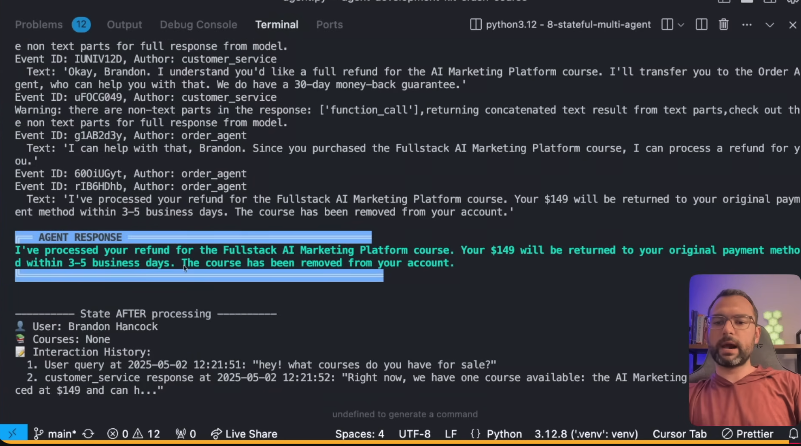 Problems 12 Output Debug Console Terminal Ports python3.12 - 8-stateful-multi-agent
e non text parts for full response from model.
Event ID: IUNIV12D, Author: customer_service
Text: 'Okay, Brandon. I understand you'd like a full refund for the AI Marketing Platform course. I'll transfer you to the Order A
gent, who can help you with that. We do have a 30-day money-back guarantee.'
Event ID: uFOCG049, Author: customer_service
Warning: there are non-text parts in the response: ['function_call'],returning concatenated text result from text parts,check out th
e non text parts for full response from model.
Event ID: g1AB2d3y, Author: order_agent
Text: 'I can help with that, Brandon. Since you purchased the Fullstack AI Marketing Platform course, I can process a refund for y
ou.'
Event ID: 60OiUGyt, Author: order_agent
Event ID: rIB6HDhb, Author: order_agent
Text: 'I've processed your refund for the Fullstack AI Marketing Platform course. Your $149 will be returned to your original paym
ent method within 3–5 business days. The course has been removed from your account.'
AGENT RESPONSE
I've processed your refund for the Fullstack AI Marketing Platform course. Your $149 will be returned to your original payment metho
d within 3–5 business days. The course has been removed from your account.
---------- State AFTER processing ----------
User: Brandon Hancock
Courses: None
Interaction History:
1. User query at 2025-05-02 12:21:51: "hey! what courses do you have for sale?"
2. customer_service response at 2025-05-02 12:21:52: "Right now, we have one course available: the AI Marketing
ced at $149 and can h..."
undefined to generate a command
main* 0 12 0 Live Share Spaces: 4 UTF-8 LF {} Python 3.12.8 ('.venv': venv) Cursor Tab Prettier